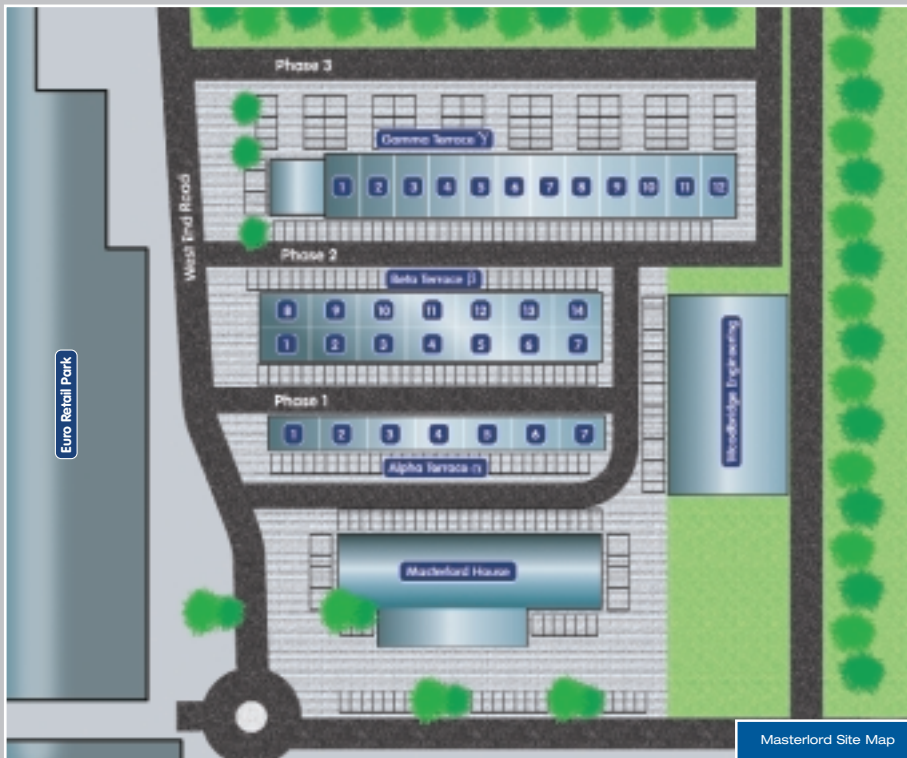 Phase 3
Gamma Terrace γ
1 2 3 4 5 6 7 8 9 10 11 12
West End Road
Phase 2
Beta Terrace β
8 9 10 11 12 13 14
1 2 3 4 5 6 7
Euro Retail Park
Woodbridge Engineering
Phase 1
1 2 3 4 5 6 7
Alpha Terrace α
Masterlord House
Masterlord Site Map